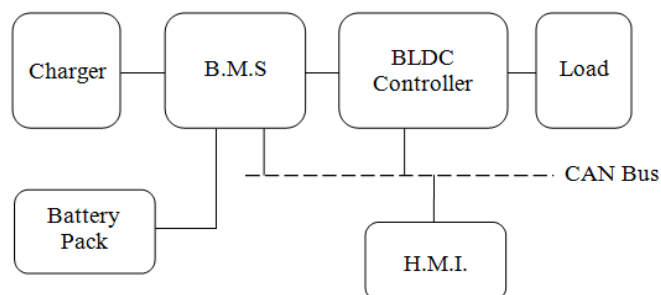 Charger
B.M.S
BLDC
Controller
Load
CAN Bus
Battery
Pack
H.M.I.